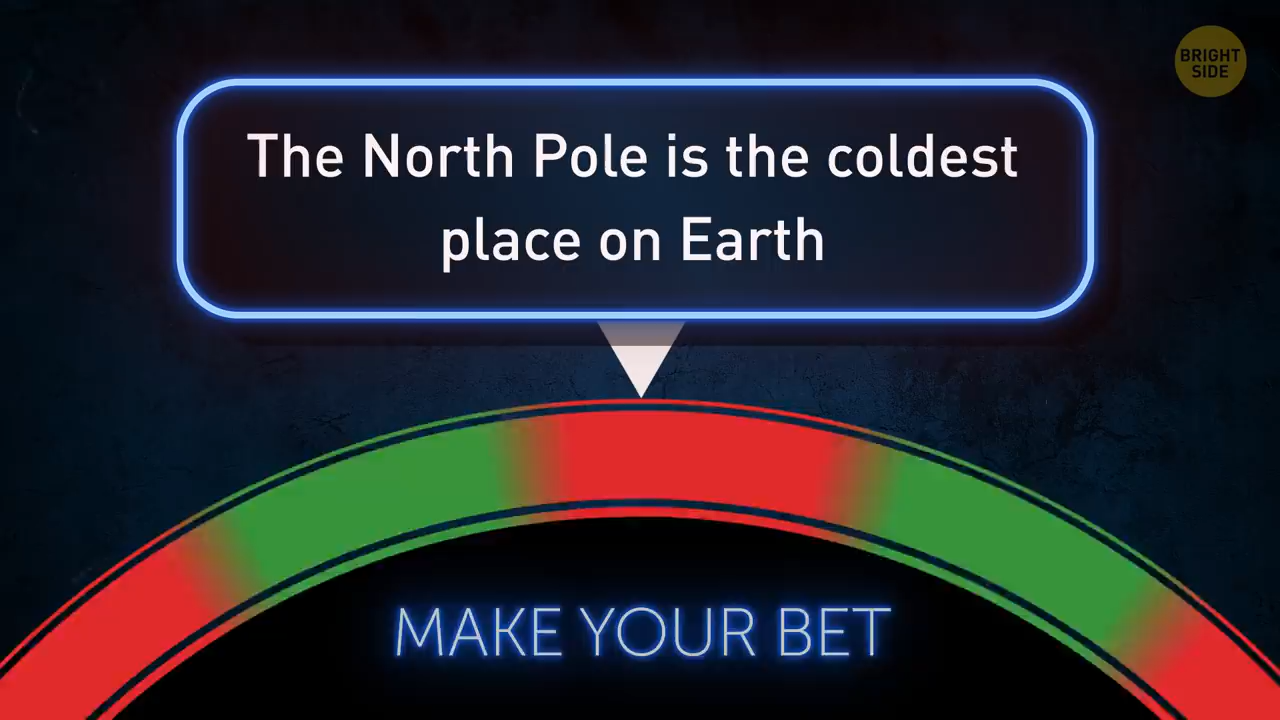 BRIGHT
SIDE
The North Pole is the coldest
place on Earth
MAKE YOUR BET